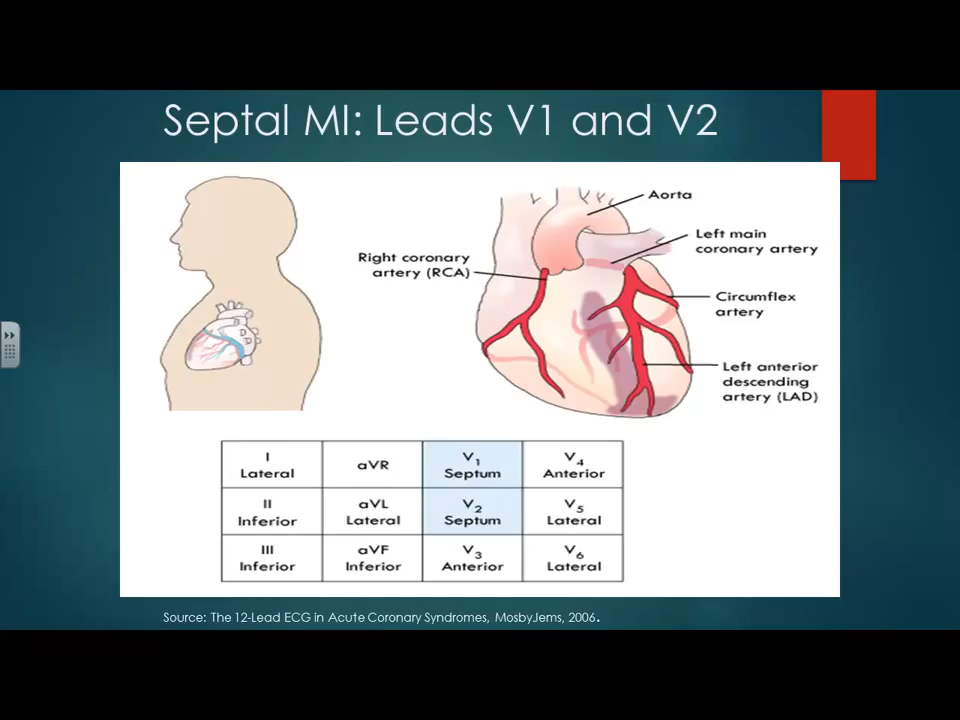 Septal MI: Leads V1 and V2
Aorta
Left main
coronary artery
Right coronary
artery (RCA)
Circumflex
artery
Left anterior
descending
artery (LAD)
I
Lateral
aVR
V1
Septum
V4
Anterior
II
Inferior
aVL
Lateral
V2
Septum
V5
Lateral
III
Inferior
aVF
Inferior
V3
Anterior
V6
Lateral
Source: The 12-Lead ECG in Acute Coronary Syndromes, MosbyJems, 2006.